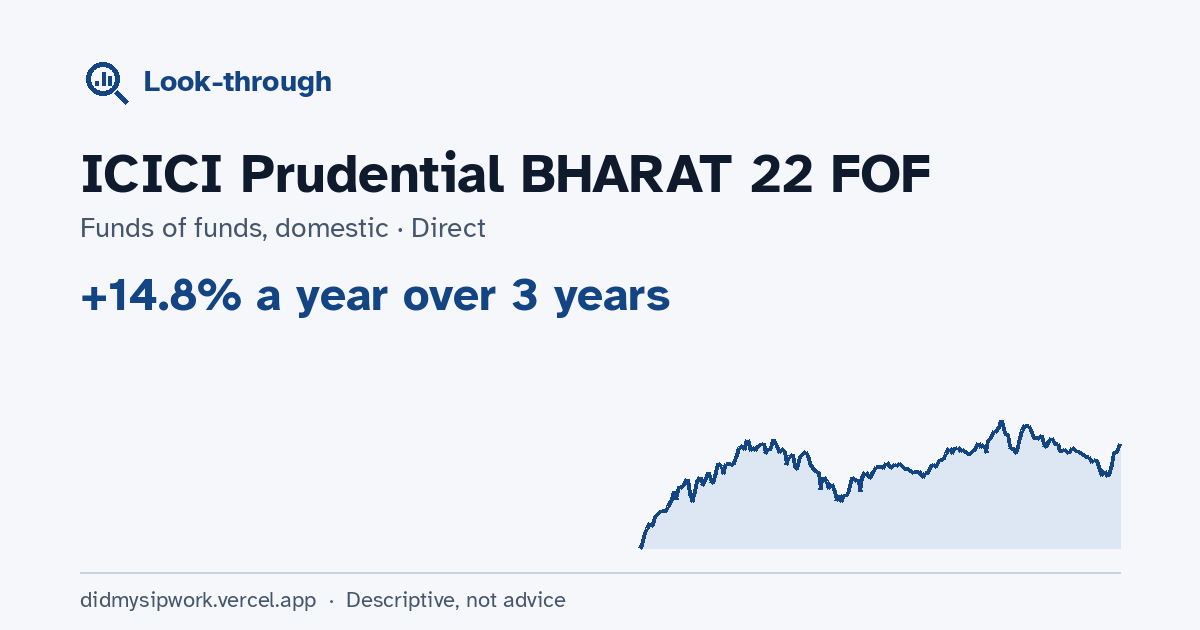 Look-through
ICICI Prudential BHARAT 22 FOF
Funds of funds, domestic · Direct
+14.8% a year over 3 years
didmysipwork.vercel.app · Descriptive, not advice